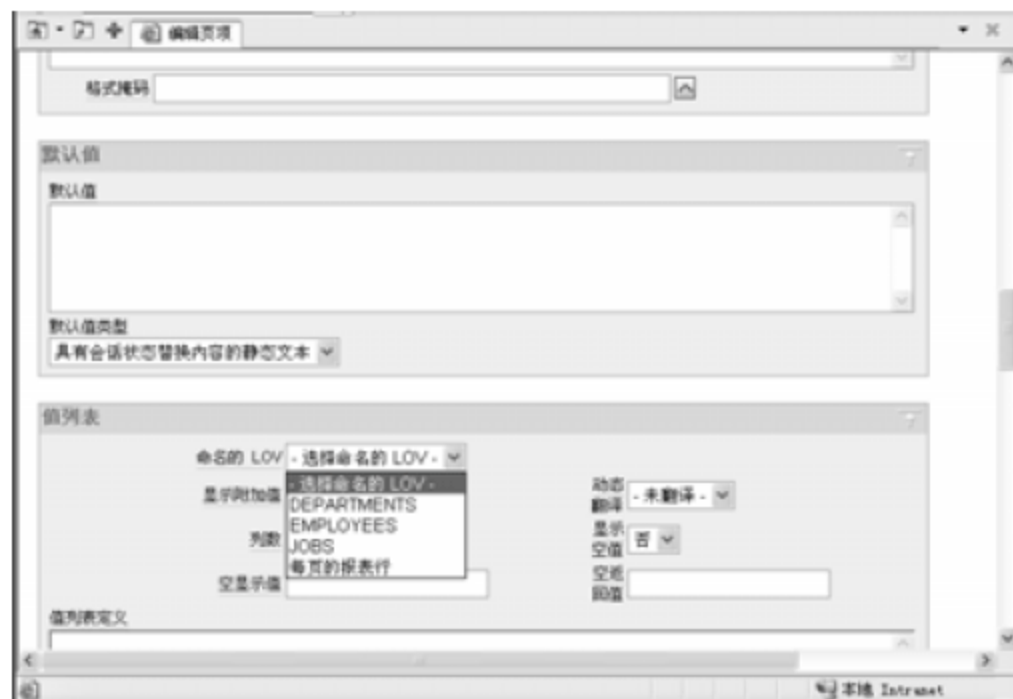 编辑页项
格式掩码
默认值
默认值
默认值类型
具有会话状态替换内容的静态文本
值列表
命名的 LOV - 选择命名的 LOV -
- 选择命名的 LOV -
DEPARTMENTS
EMPLOYEES
JOBS
每页的报表行
显示附加值
动态翻译 - 未翻译 -
列数
显示空值 否
空显示值
空返回值
值列表定义
本地 Intranet